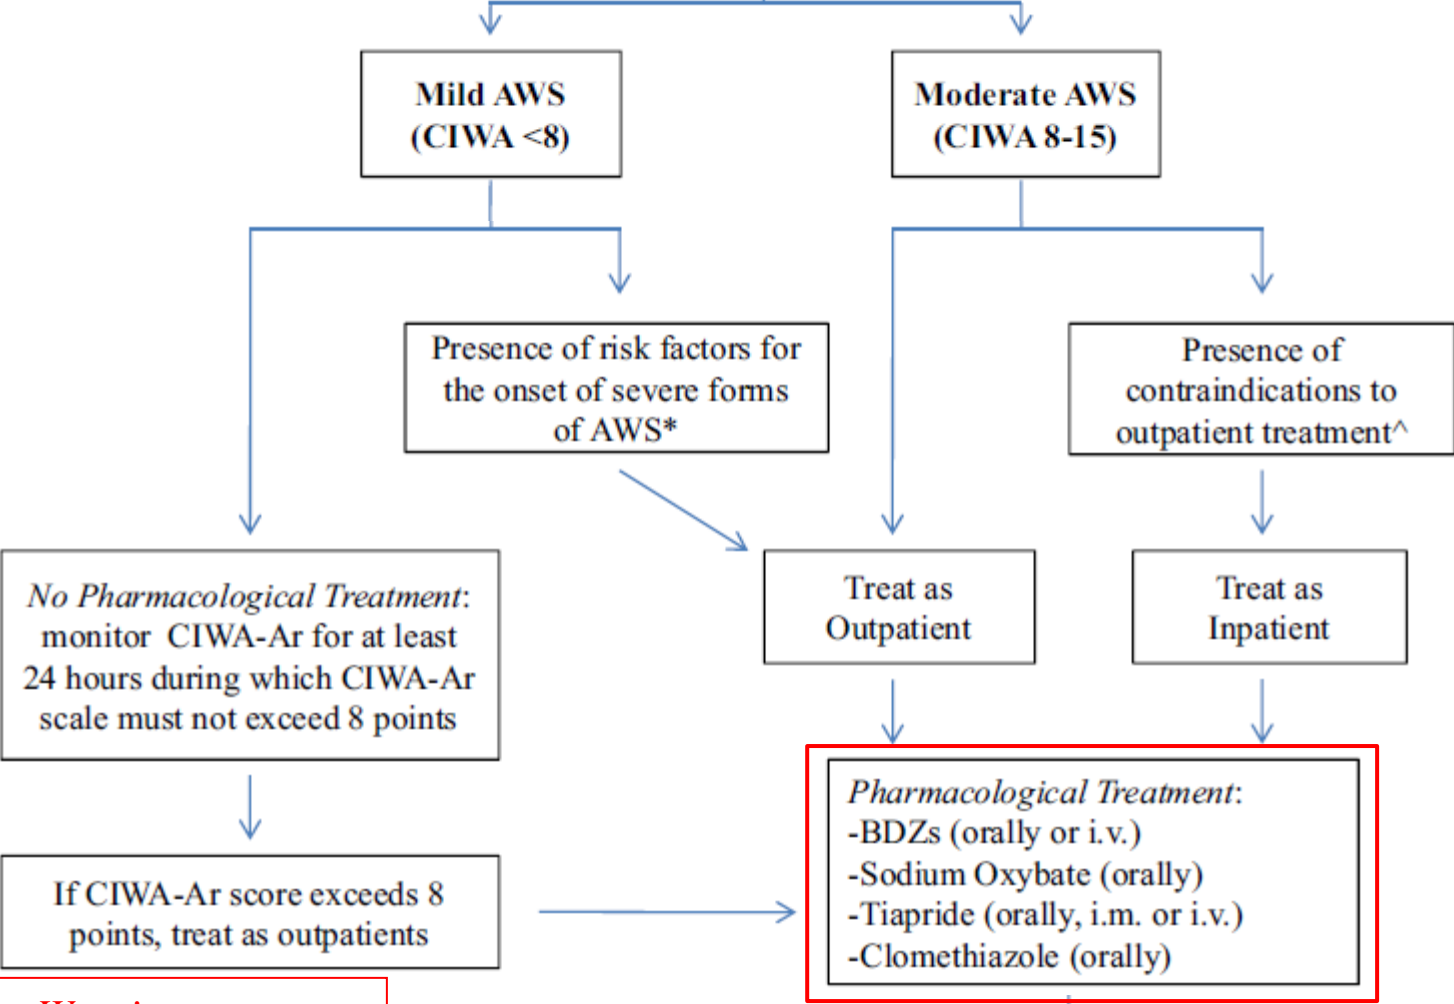 Mild AWS
(CIWA <8)
Moderate AWS
(CIWA 8-15)
Presence of risk factors for
the onset of severe forms
of AWS*
Presence of
contraindications to
outpatient treatment^
No Pharmacological Treatment:
monitor CIWA-Ar for at least
24 hours during which CIWA-Ar
scale must not exceed 8 points
Treat as
Outpatient
Treat as
Inpatient
If CIWA-Ar score exceeds 8
points, treat as outpatients
Pharmacological Treatment:
-BDZs (orally or i.v.)
-Sodium Oxybate (orally)
-Tiapride (orally, i.m. or i.v.)
-Clomethiazole (orally)